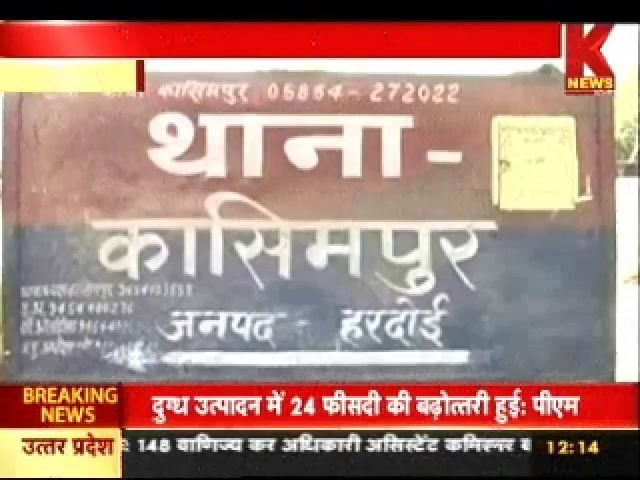 K
NEWS
कासिमपुर 05864-272022
थाना -
कासिमपुर
जनपद - हरदोई
BREAKING
NEWS
दुग्ध उत्पादन में 24 फीसदी की बढ़ोत्तरी हुई: पीएम
उत्तर प्रदेश
148 वाणिज्य कर अधिकारी असिस्टेंट कमिश्नर
12:14